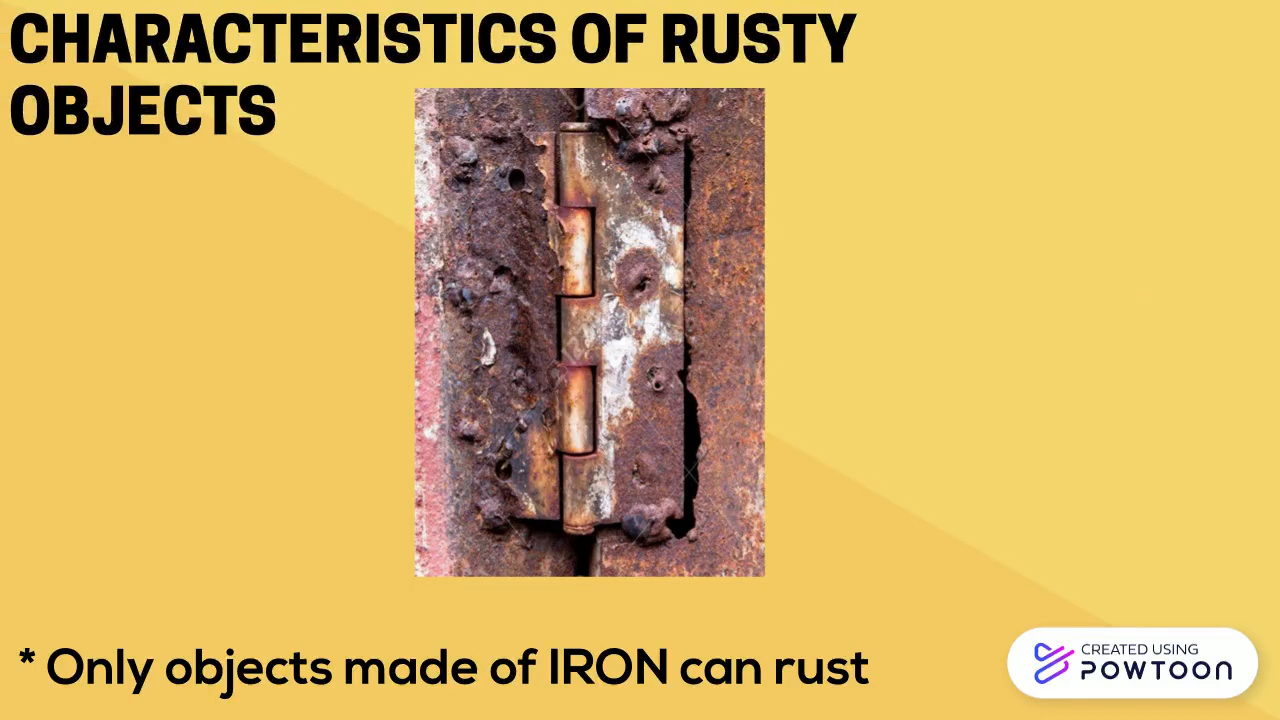 CHARACTERISTICS OF RUSTY
OBJECTS
* Only objects made of IRON can rust
CREATED USING
POWTOON